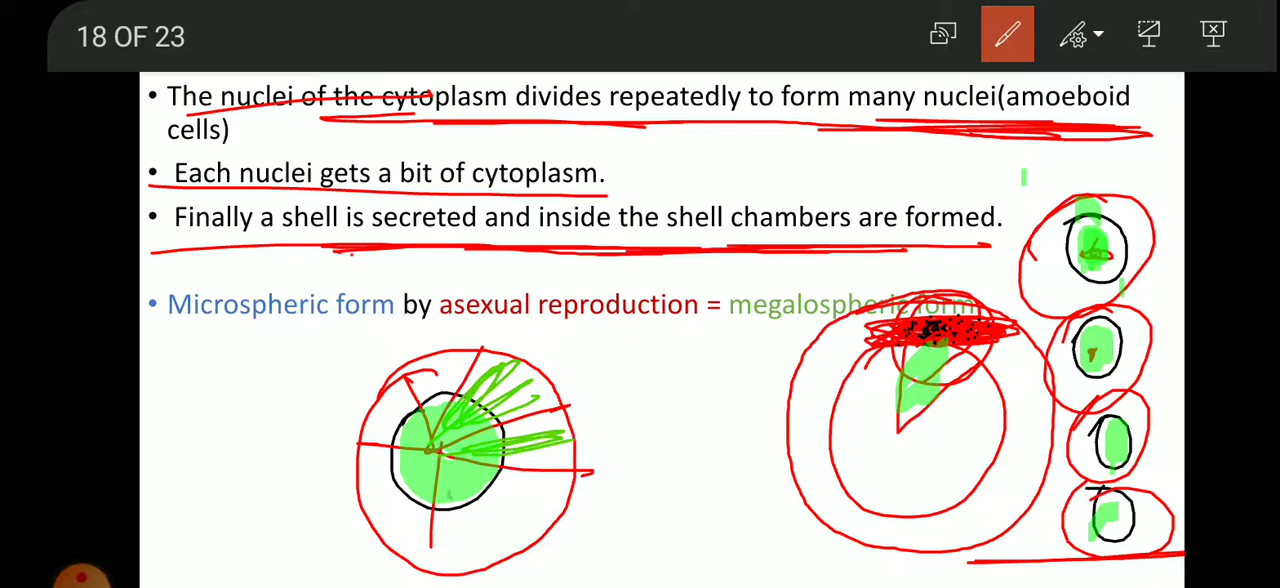 18 OF 23
• The nuclei of the cytoplasm divides repeatedly to form many nuclei(amoeboid
cells)
• Each nuclei gets a bit of cytoplasm.
• Finally a shell is secreted and inside the shell chambers are formed.
• Microspheric form by asexual reproduction = megalospheric form